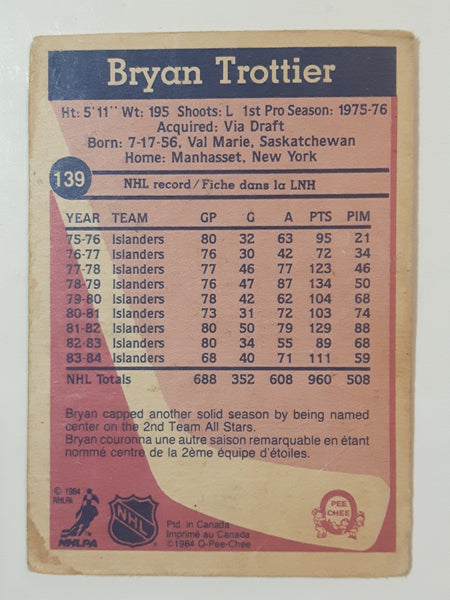 Bryan Trottier
Ht: 5'11" Wt: 195 Shoots: L 1st Pro Season: 1975-76
Acquired: Via Draft
Born: 7-17-56, Val Marie, Saskatchewan
Home: Manhasset, New York
139 NHL record/Fiche dans la LNH
YEAR TEAM GP G A PTS PIM
75-76 Islanders 80 32 63 95 21
76-77 Islanders 76 30 42 72 34
77-78 Islanders 77 46 77 123 46
78-79 Islanders 76 47 87 134 50
79-80 Islanders 78 42 62 104 68
80-81 Islanders 73 31 72 103 74
81-82 Islanders 80 50 79 129 88
82-83 Islanders 80 34 55 89 68
83-84 Islanders 68 40 71 111 59
NHL Totals 688 352 608 960 508
Bryan capped another solid season by being named
center on the 2nd Team All Stars.
Bryan couronna une autre saison remarquable en étant
nommé centre de la 2ème équipe d'étoiles.
© 1984
NHLPA
NHLPA
NHL
Ptd. in Canada
Imprimé au Canada
©1984 O-Pee-Chee
O
PEE
CHEE